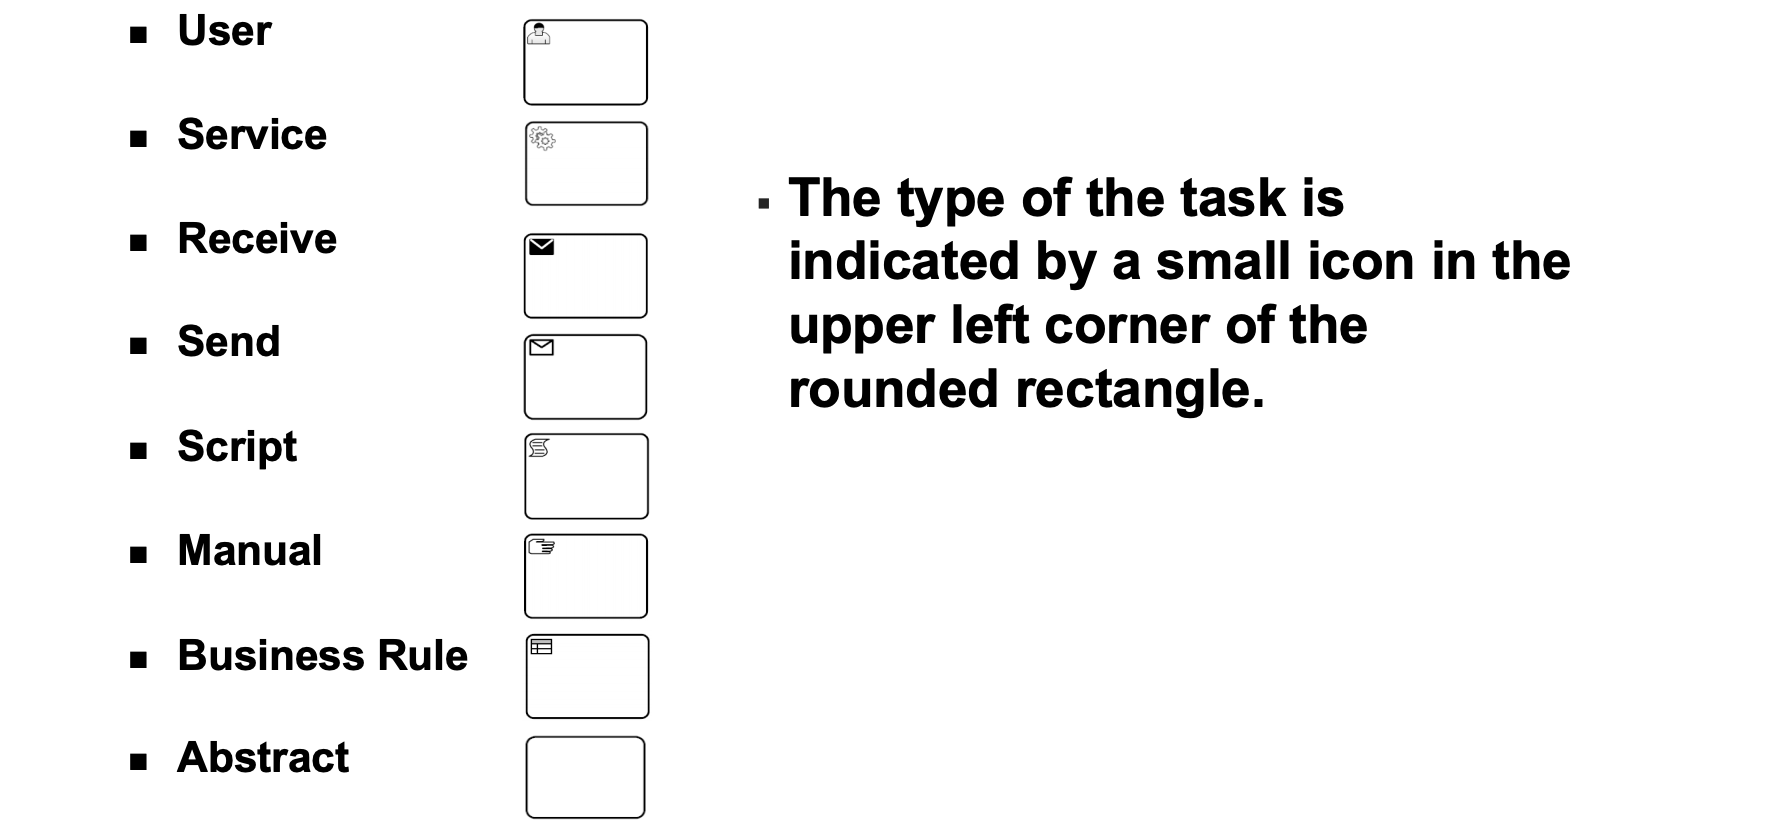 ■ User
■ Service
■ Receive
■ Send
■ Script
■ Manual
■ Business Rule
■ Abstract
▪ The type of the task is
indicated by a small icon in the
upper left corner of the
rounded rectangle.